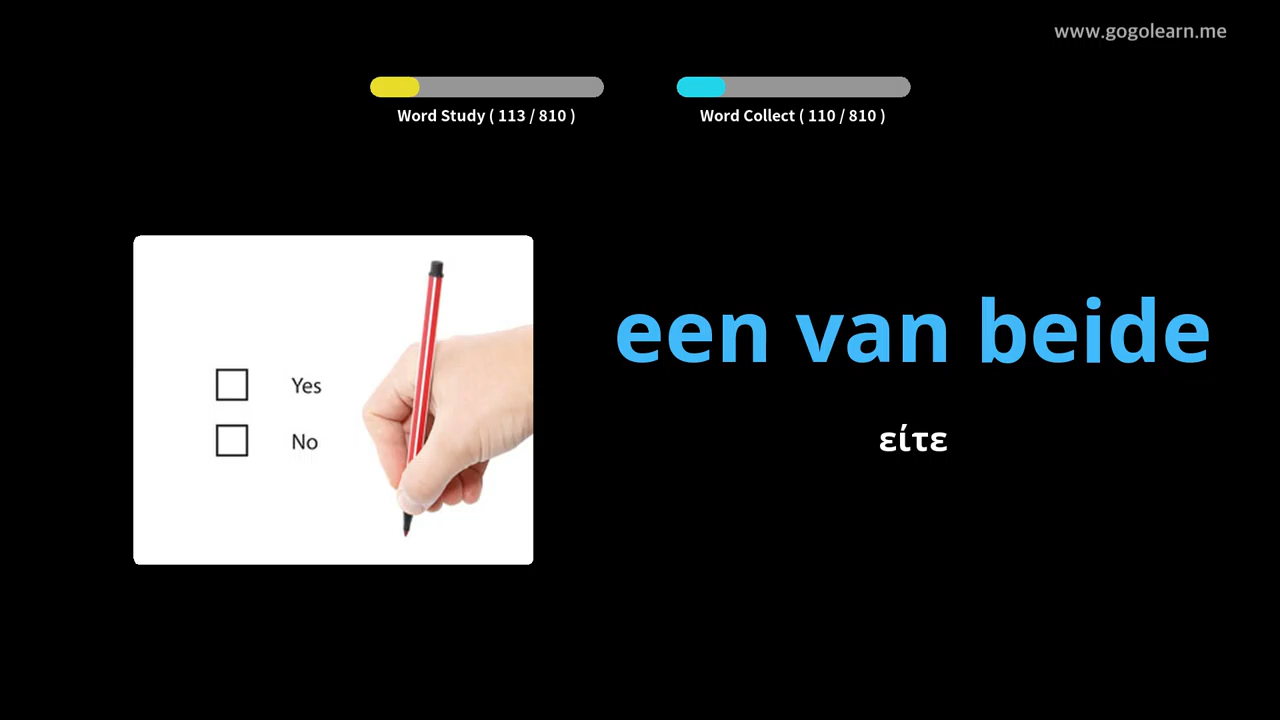 www.gogolearn.me
Word Study ( 113 / 810 )
Word Collect ( 110 / 810 )
Yes
No
een van beide
είτε